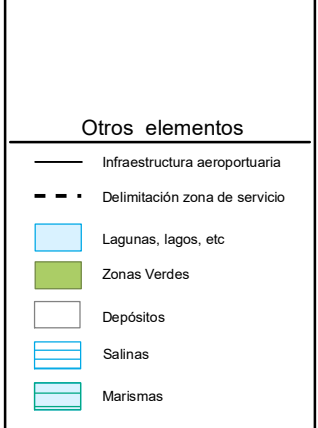 Otros elementos
Infraestructura aeroportuaria
Delimitación zona de servicio
Lagunas, lagos, etc
Zonas Verdes
Depósitos
Salinas
Marismas